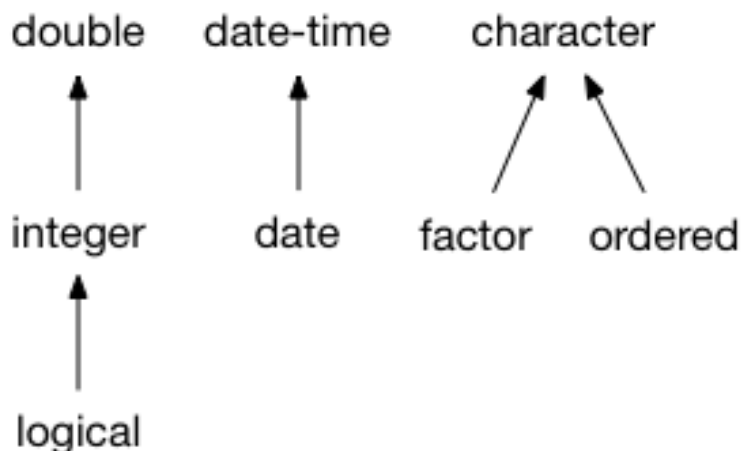 double date-time character
integer date factor ordered
logical